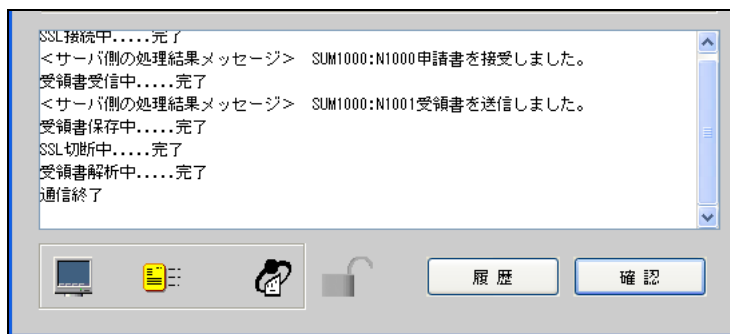 SSL接続中.....完了
<サーバ側の処理結果メッセージ> SUM1000:N1000申請書を接受しました。
受領書受信中.....完了
<サーバ側の処理結果メッセージ> SUM1000:N1001受領書を送信しました。
受領書保存中.....完了
SSL切断中.....完了
受領書解析中.....完了
通信終了
履 歴
確 認